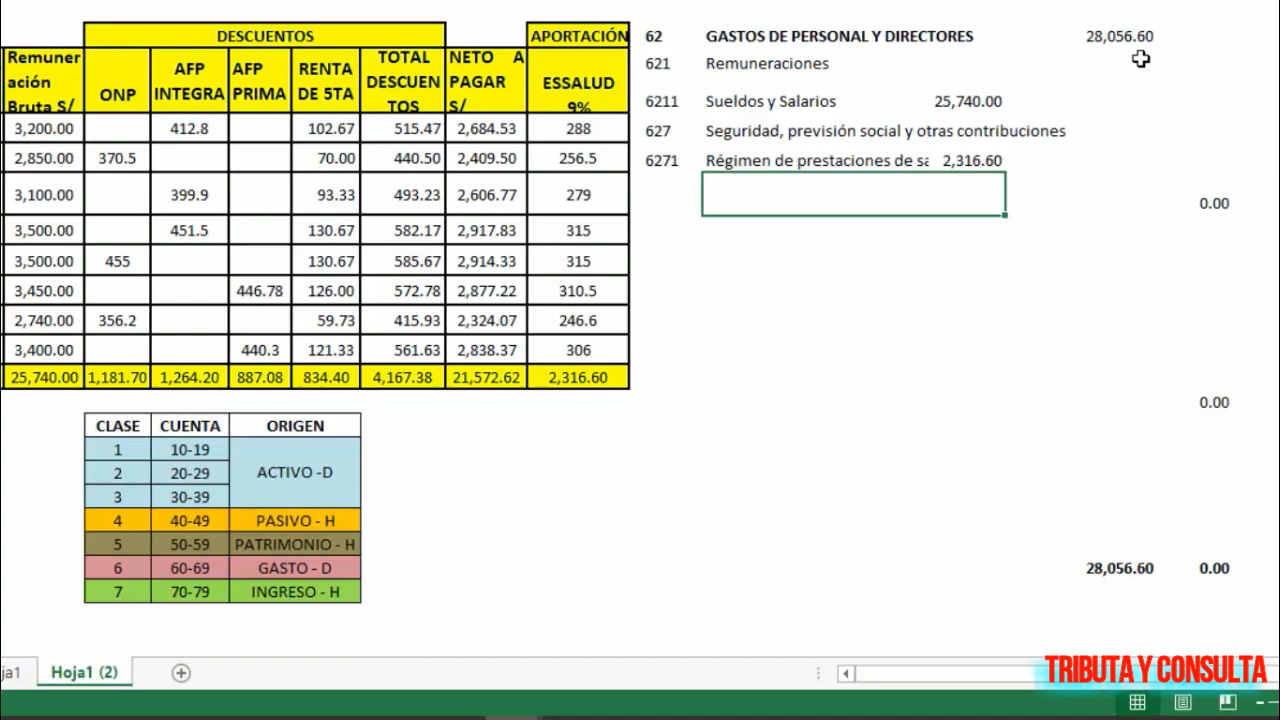 DESCUENTOS APORTACIÓN
Remuner ación Bruta S/ ONP AFP INTEGRA AFP PRIMA RENTA DE 5TA TOTAL DESCUEN TOS NETO A PAGAR S/ ESSALUD 9%
3,200.00 412.8 102.67 515.47 2,684.53 288
2,850.00 370.5 70.00 440.50 2,409.50 256.5
3,100.00 399.9 93.33 493.23 2,606.77 279
3,500.00 451.5 130.67 582.17 2,917.83 315
3,500.00 455 130.67 585.67 2,914.33 315
3,450.00 446.78 126.00 572.78 2,877.22 310.5
2,740.00 356.2 59.73 415.93 2,324.07 246.6
3,400.00 440.3 121.33 561.63 2,838.37 306
25,740.00 1,181.70 1,264.20 887.08 834.40 4,167.38 21,572.62 2,316.60
62 GASTOS DE PERSONAL Y DIRECTORES 28,056.60
621 Remuneraciones
6211 Sueldos y Salarios 25,740.00
627 Seguridad, previsión social y otras contribuciones
6271 Régimen de prestaciones de sa 2,316.60
0.00
0.00
28,056.60 0.00
CLASE CUENTA ORIGEN
1 10-19
2 20-29 ACTIVO -D
3 30-39
4 40-49 PASIVO - H
5 50-59 PATRIMONIO - H
6 60-69 GASTO - D
7 70-79 INGRESO - H
ja1 Hoja1 (2)
TRIBUTA Y CONSULTA